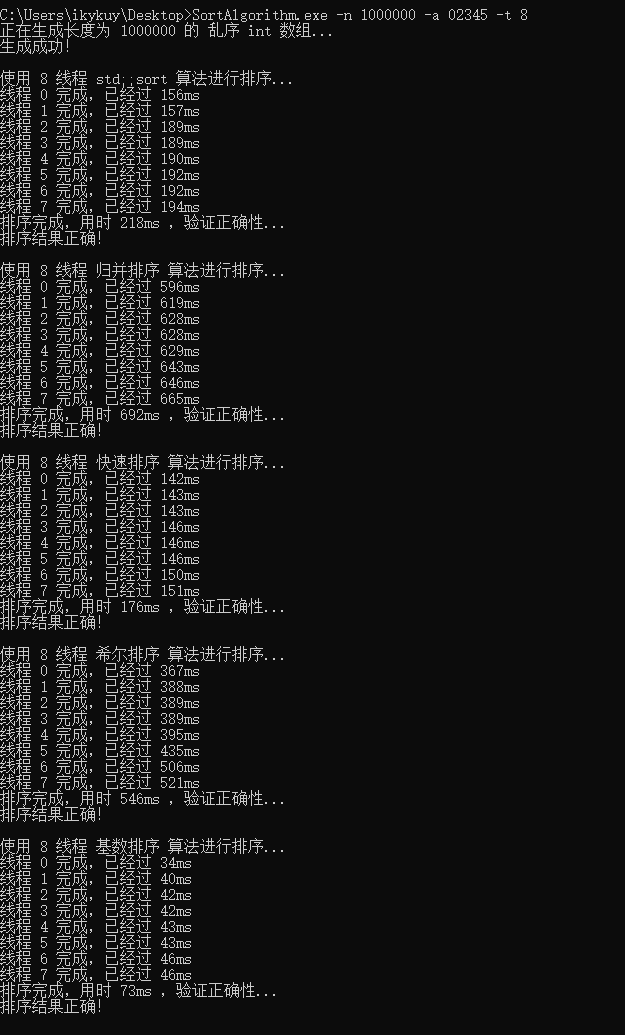 C:\Users\ikykuy\Desktop>SortAlgorithm.exe -n 1000000 -a 02345 -t 8
正在生成长度为 1000000 的 乱序 int 数组...
生成成功!
使用 8 线程 std::sort 算法进行排序...
线程 0 完成, 已经过 156ms
线程 1 完成, 已经过 157ms
线程 2 完成, 已经过 189ms
线程 3 完成, 已经过 189ms
线程 4 完成, 已经过 190ms
线程 5 完成, 已经过 192ms
线程 6 完成, 已经过 192ms
线程 7 完成, 已经过 194ms
排序完成, 用时 218ms , 验证正确性...
排序结果正确!
使用 8 线程 归并排序 算法进行排序...
线程 0 完成, 已经过 596ms
线程 1 完成, 已经过 619ms
线程 2 完成, 已经过 628ms
线程 3 完成, 已经过 628ms
线程 4 完成, 已经过 629ms
线程 5 完成, 已经过 643ms
线程 6 完成, 已经过 646ms
线程 7 完成, 已经过 665ms
排序完成, 用时 692ms , 验证正确性...
排序结果正确!
使用 8 线程 快速排序 算法进行排序...
线程 0 完成, 已经过 142ms
线程 1 完成, 已经过 143ms
线程 2 完成, 已经过 143ms
线程 3 完成, 已经过 146ms
线程 4 完成, 已经过 146ms
线程 5 完成, 已经过 146ms
线程 6 完成, 已经过 150ms
线程 7 完成, 已经过 151ms
排序完成, 用时 176ms , 验证正确性...
排序结果正确!
使用 8 线程 希尔排序 算法进行排序...
线程 0 完成, 已经过 367ms
线程 1 完成, 已经过 388ms
线程 2 完成, 已经过 389ms
线程 3 完成, 已经过 389ms
线程 4 完成, 已经过 395ms
线程 5 完成, 已经过 435ms
线程 6 完成, 已经过 506ms
线程 7 完成, 已经过 521ms
排序完成, 用时 546ms , 验证正确性...
排序结果正确!
使用 8 线程 基数排序 算法进行排序...
线程 0 完成, 已经过 34ms
线程 1 完成, 已经过 40ms
线程 2 完成, 已经过 42ms
线程 3 完成, 已经过 42ms
线程 4 完成, 已经过 43ms
线程 5 完成, 已经过 43ms
线程 6 完成, 已经过 46ms
线程 7 完成, 已经过 46ms
排序完成, 用时 73ms , 验证正确性...
排序结果正确!